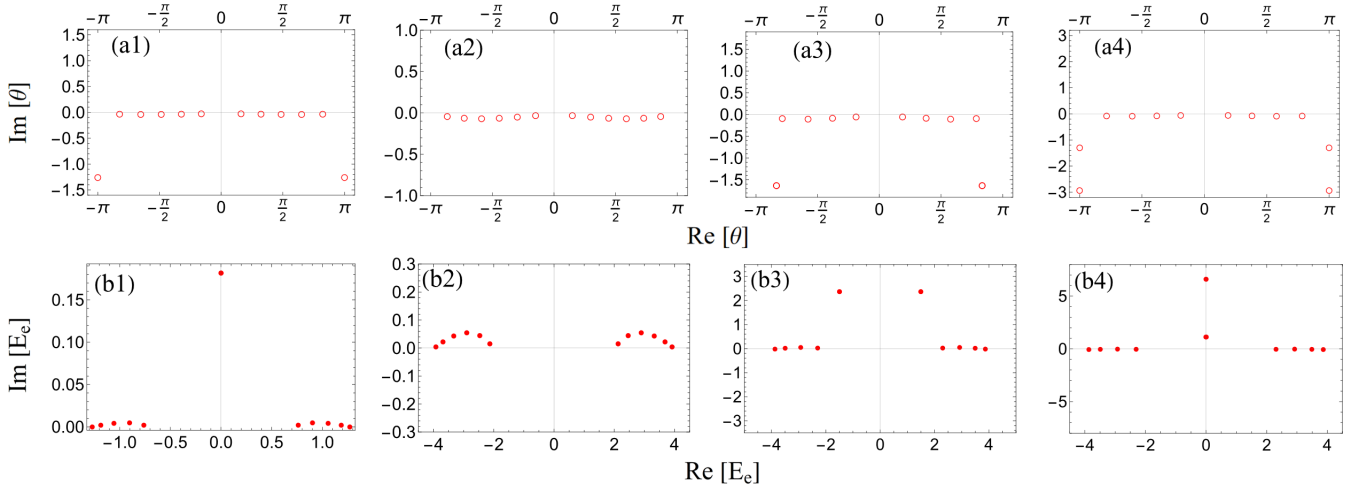 −π −π/2 0 π/2 π −π −π/2 0 π/2 π −π −π/2 0 π/2 π −π −π/2 0 π/2 π
(a1) (a2) (a3) (a4)
Im [θ]
1.5 1.0 0.5 0.0 −0.5 −1.0 −1.5
1.0 0.5 0.0 −0.5 −1.0
1.5 1.0 0.5 0.0 −0.5 −1.0 −1.5
3 2 1 0 −1 −2 −3
−π −π/2 0 π/2 π −π −π/2 0 π/2 π −π −π/2 0 π/2 π −π −π/2 0 π/2 π
Re [θ]
(b1) (b2) (b3) (b4)
Im [Eₑ]
0.15 0.10 0.05 0.00
0.3 0.2 0.1 0.0 −0.1 −0.2 −0.3
3 2 1 0 −1 −2 −3
5 0 −5
−1.0 −0.5 0.0 0.5 1.0 −4 −2 0 2 4 −4 −2 0 2 4 −4 −2 0 2 4
Re [Eₑ]